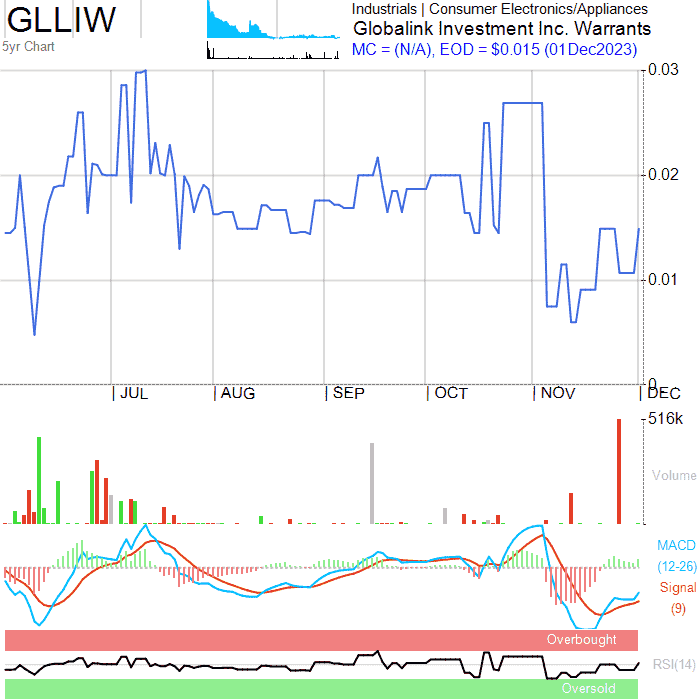 GLLIW
5yr Chart
Industrials | Consumer Electronics/Appliances
Globalink Investment Inc. Warrants
MC = (N/A), EOD = $0.015 (01Dec2023)
0.03
0.02
0.01
0
JUL AUG SEP OCT NOV DEC
516k
Volume
MACD
(12-26)
Signal
(9)
Overbought
RSI(14)
Oversold